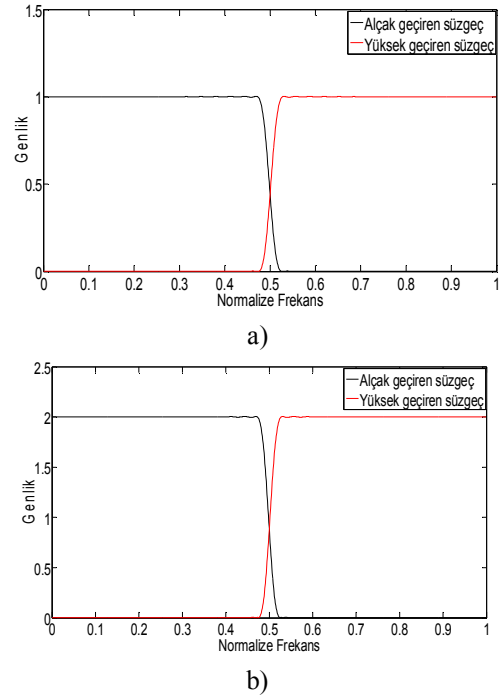 1.5
Alçak geçiren süzgeç
Yüksek geçiren süzgeç
1
Genlik
0.5
0
0 0.1 0.2 0.3 0.4 0.5 0.6 0.7 0.8 0.9 1
Normalize Frekans
a)
2.5
Alçak geçiren süzgeç
Yüksek geçiren süzgeç
2
1.5
Genlik
1
0.5
0
0 0.1 0.2 0.3 0.4 0.5 0.6 0.7 0.8 0.9 1
Normalize Frekans
b)